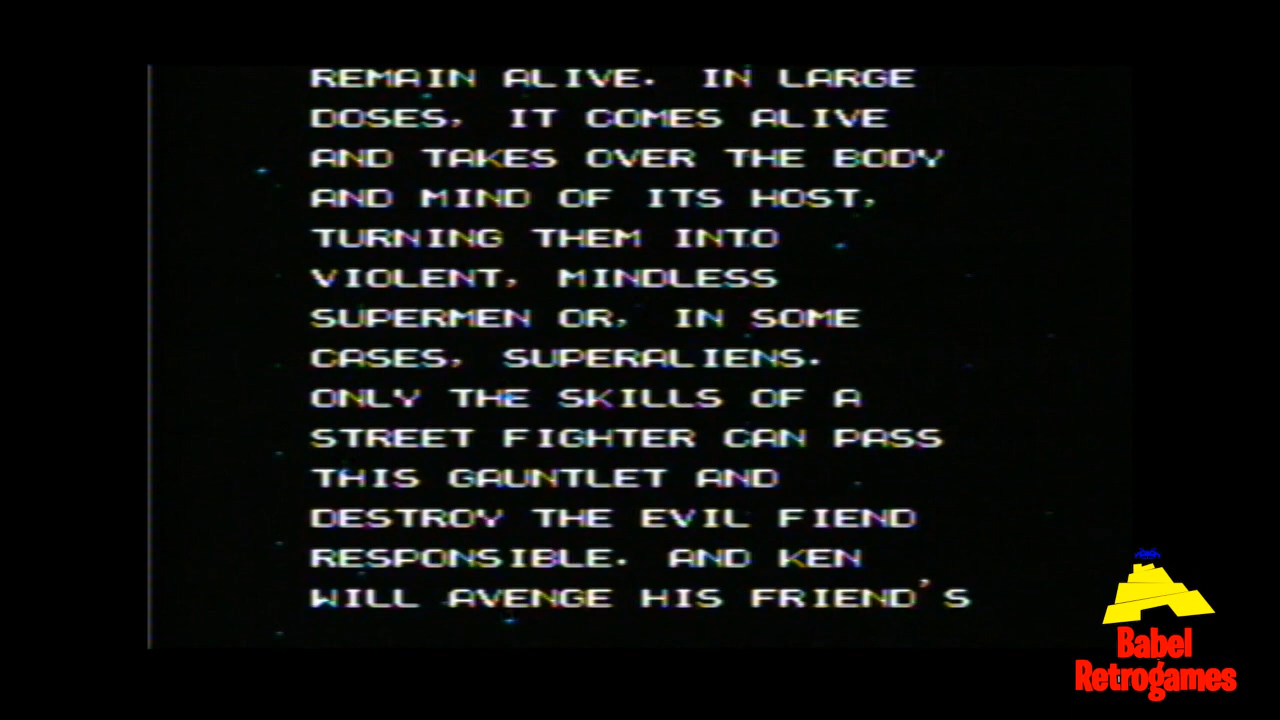 REMAIN ALIVE. IN LARGE
DOSES, IT COMES ALIVE
AND TAKES OVER THE BODY
AND MIND OF ITS HOST,
TURNING THEM INTO
VIOLENT, MINDLESS
SUPERMEN OR, IN SOME
CASES, SUPERALIENS.
ONLY THE SKILLS OF A
STREET FIGHTER CAN PASS
THIS GAUNTLET AND
DESTROY THE EVIL FIEND
RESPONSIBLE. AND KEN
WILL AVENGE HIS FRIEND'S
Babel
Retrogames